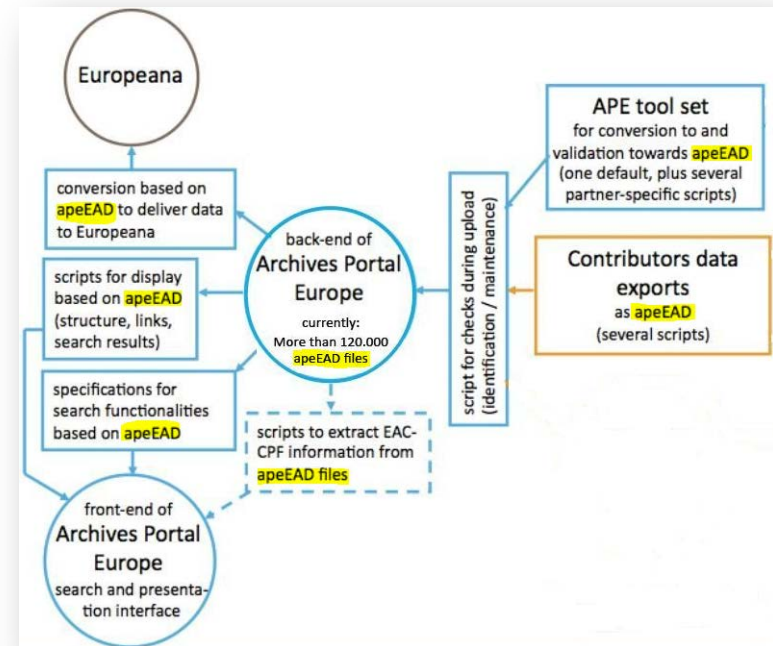 Europeana
APE tool set
for conversion to and
validation towards apeEAD
(one default, plus several
partner-specific scripts)
conversion based on
apeEAD to deliver data
to Europeana
script for checks during upload
(identification / maintenance)
back-end of
Archives Portal
Europe
currently:
More than 120.000
apeEAD files
Contributors data
exports
as apeEAD
(several scripts)
scripts for display
based on apeEAD
(structure, links,
search results)
specifications for
search functionalities
based on apeEAD
scripts to extract EAC-
CPF information from
apeEAD files
front-end of
Archives Portal
Europe
search and presenta-
tion interface